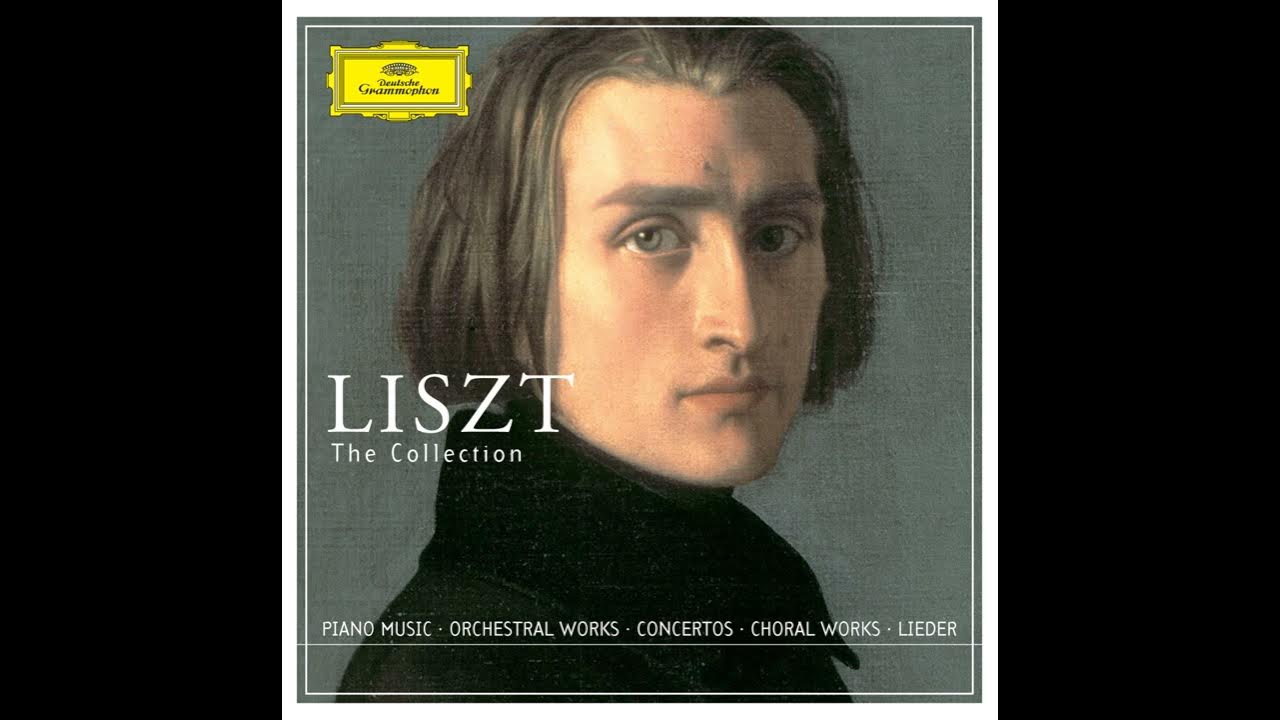 Deutsche
Grammophon
LISZT
The Collection
PIANO MUSIC · ORCHESTRAL WORKS · CONCERTOS · CHORAL WORKS · LIEDER